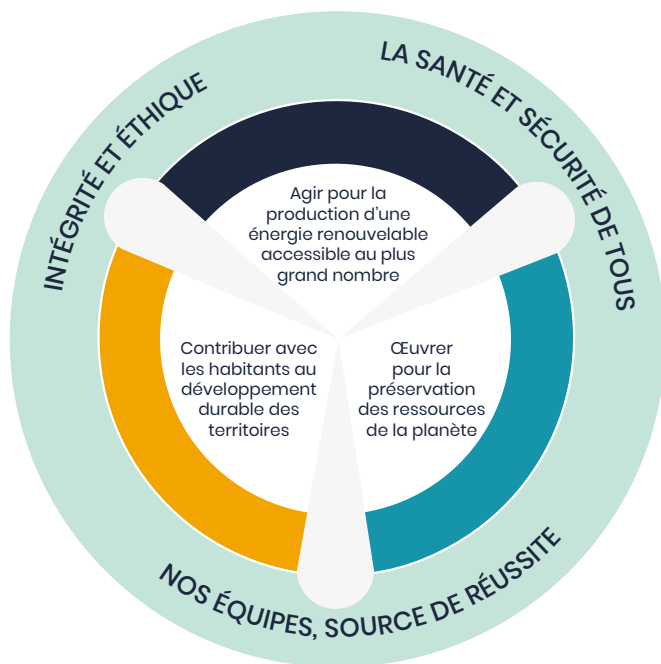 INTÉGRITÉ ET ÉTHIQUE
LA SANTÉ ET SÉCURITÉ DE TOUS
Agir pour la
production d'une
énergie renouvelable
accessible au plus
grand nombre
Contribuer avec
les habitants au
développement
durable des
territoires
Œuvrer
pour la
préservation
des ressources
de la planète
NOS ÉQUIPES, SOURCE DE RÉUSSITE